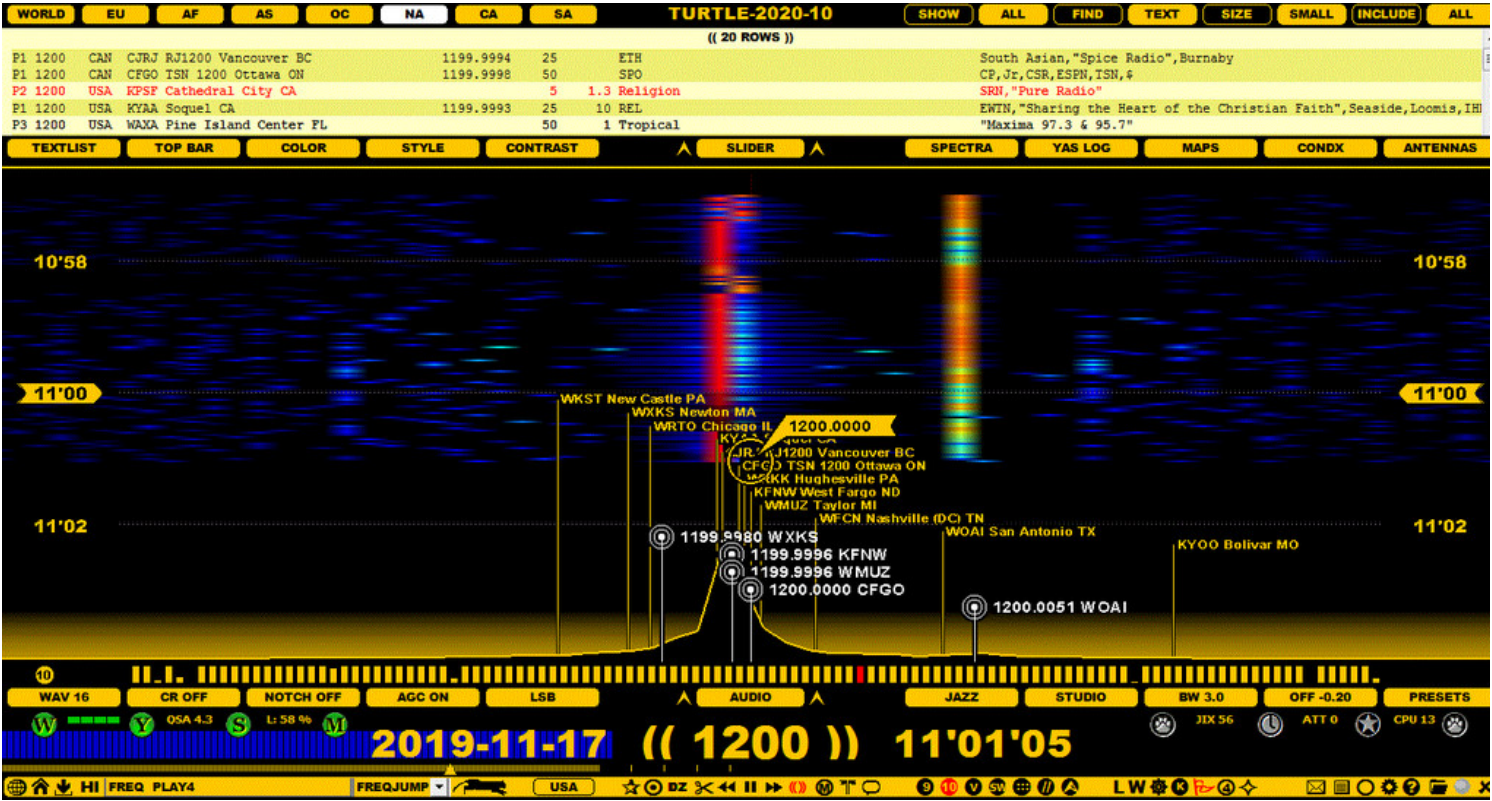 WORLD EU AF AS OC NA CA SA TURTLE-2020-10 SHOW ALL FIND TEXT SIZE SMALL INCLUDE ALL
(( 20 ROWS ))
P1 1200 CAN CJRJ RJ1200 Vancouver BC 1199.9994 25 ETH South Asian,"Spice Radio",Burnaby
P1 1200 CAN CFGO TSN 1200 Ottawa ON 1199.9998 50 SPO CP,Jr,CSR,ESPN,TSN,$
P2 1200 USA KPSF Cathedral City CA 5 1.3 Religion SRN,"Pure Radio"
P1 1200 USA KYAA Soquel CA 1199.9993 25 10 REL EWTN,"Sharing the Heart of the Christian Faith",Seaside,Loomis,
P3 1200 USA WAXA Pine Island Center FL 50 1 Tropical "Maxima 97.3 & 95.7"
TEXTLIST TOP BAR COLOR STYLE CONTRAST SLIDER SPECTRA YAS LOG MAPS CONDX ANTENNAS
10'58 10'58
11'00 11'00
WKST New Castle PA
WXKS Newton MA
WRTO Chicago IL 1200.0000
J1200 Vancouver BC
CFGO TSN 1200 Ottawa ON
WRKK Hughesville PA
KFNW West Fargo ND
WMUZ Taylor MI
WFCN Nashville (DC) TN
11'02 11'02
WOAI San Antonio TX
KYOO Bolivar MO
1199.9980 WXKS
1199.9996 KFNW
1199.9996 WMUZ
1200.0000 CFGO
1200.0051 WOAI
10
WAV 16 CR OFF NOTCH OFF AGC ON LSB AUDIO JAZZ STUDIO BW 3.0 OFF -0.20 PRESETS
W Y QSA 4.3 S L: 58 % M JIX 56 ATT 0 CPU 13
2019-11-17 (( 1200 )) 11'01'05
HI FREQ PLAY4 FREQJUMP USA DZ M T 9 10 V SW L W K 4